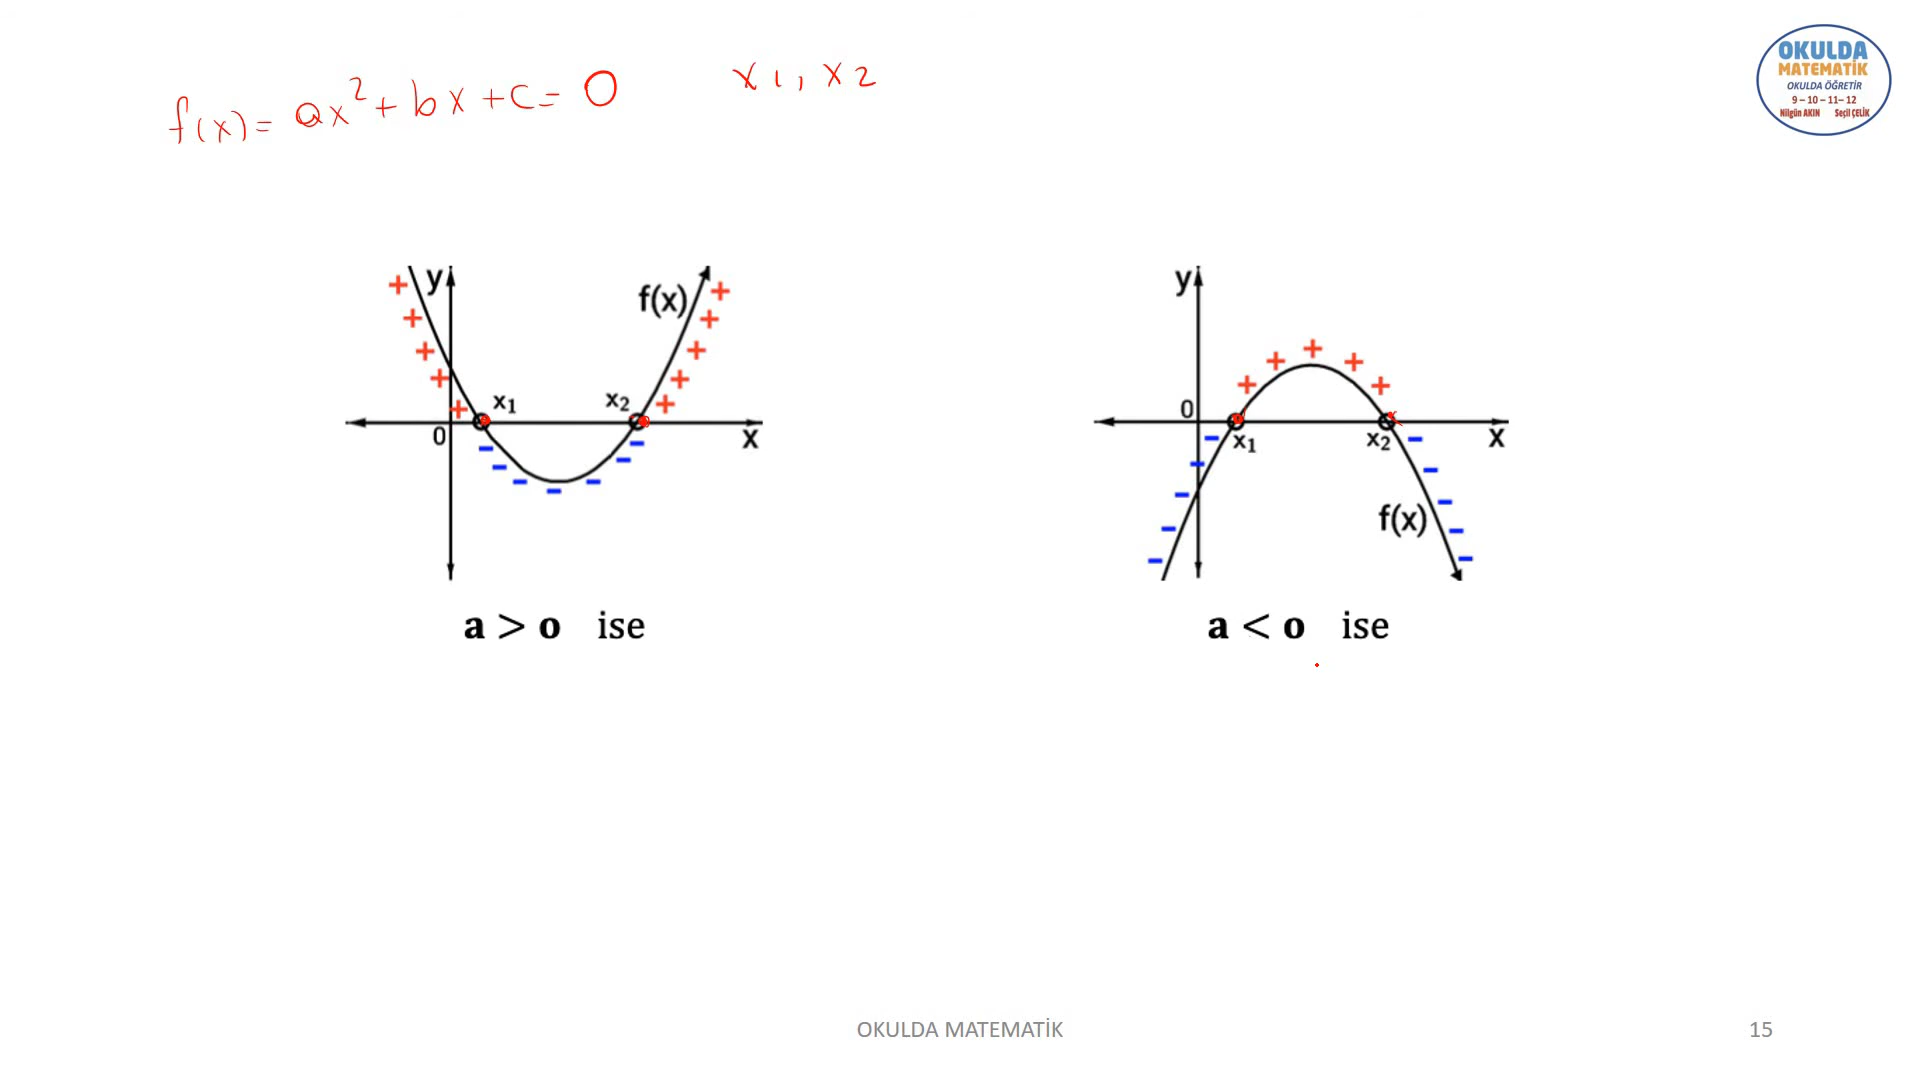 f(x) = ax² + bx + c = 0 x1, x2
OKULDA
MATEMATİK
OKULDA ÖĞRETİR
9 – 10 – 11– 12
Nilgün AKIN Seçil ÇELİK
y
f(x)
x₁
x₂
0
x
a > o ise
y
0
x₁
x₂
x
f(x)
a < o ise
OKULDA MATEMATİK
15